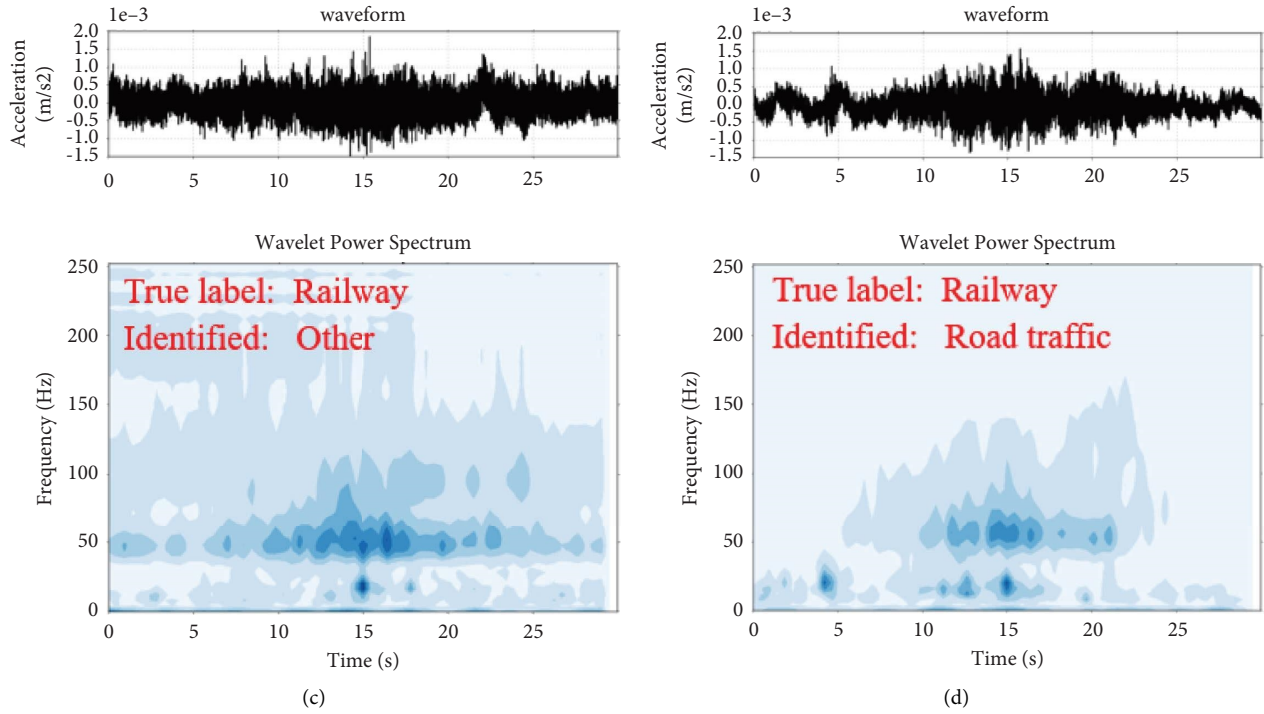 1e–3
waveform
2.0
1.5
1.0
0.5
0.0
-0.5
-1.0
-1.5
Acceleration
(m/s2)
0 5 10 15 20 25
Wavelet Power Spectrum
250
200
150
100
50
0
Frequency (Hz)
True label: Railway
Identified: Other
0 5 10 15 20 25
Time (s)
(c)
1e–3
waveform
2.0
1.5
1.0
0.5
0.0
-0.5
-1.0
-1.5
Acceleration
(m/s2)
0 5 10 15 20 25
Wavelet Power Spectrum
250
200
150
100
50
0
Frequency (Hz)
True label: Railway
Identified: Road traffic
0 5 10 15 20 25
Time (s)
(d)